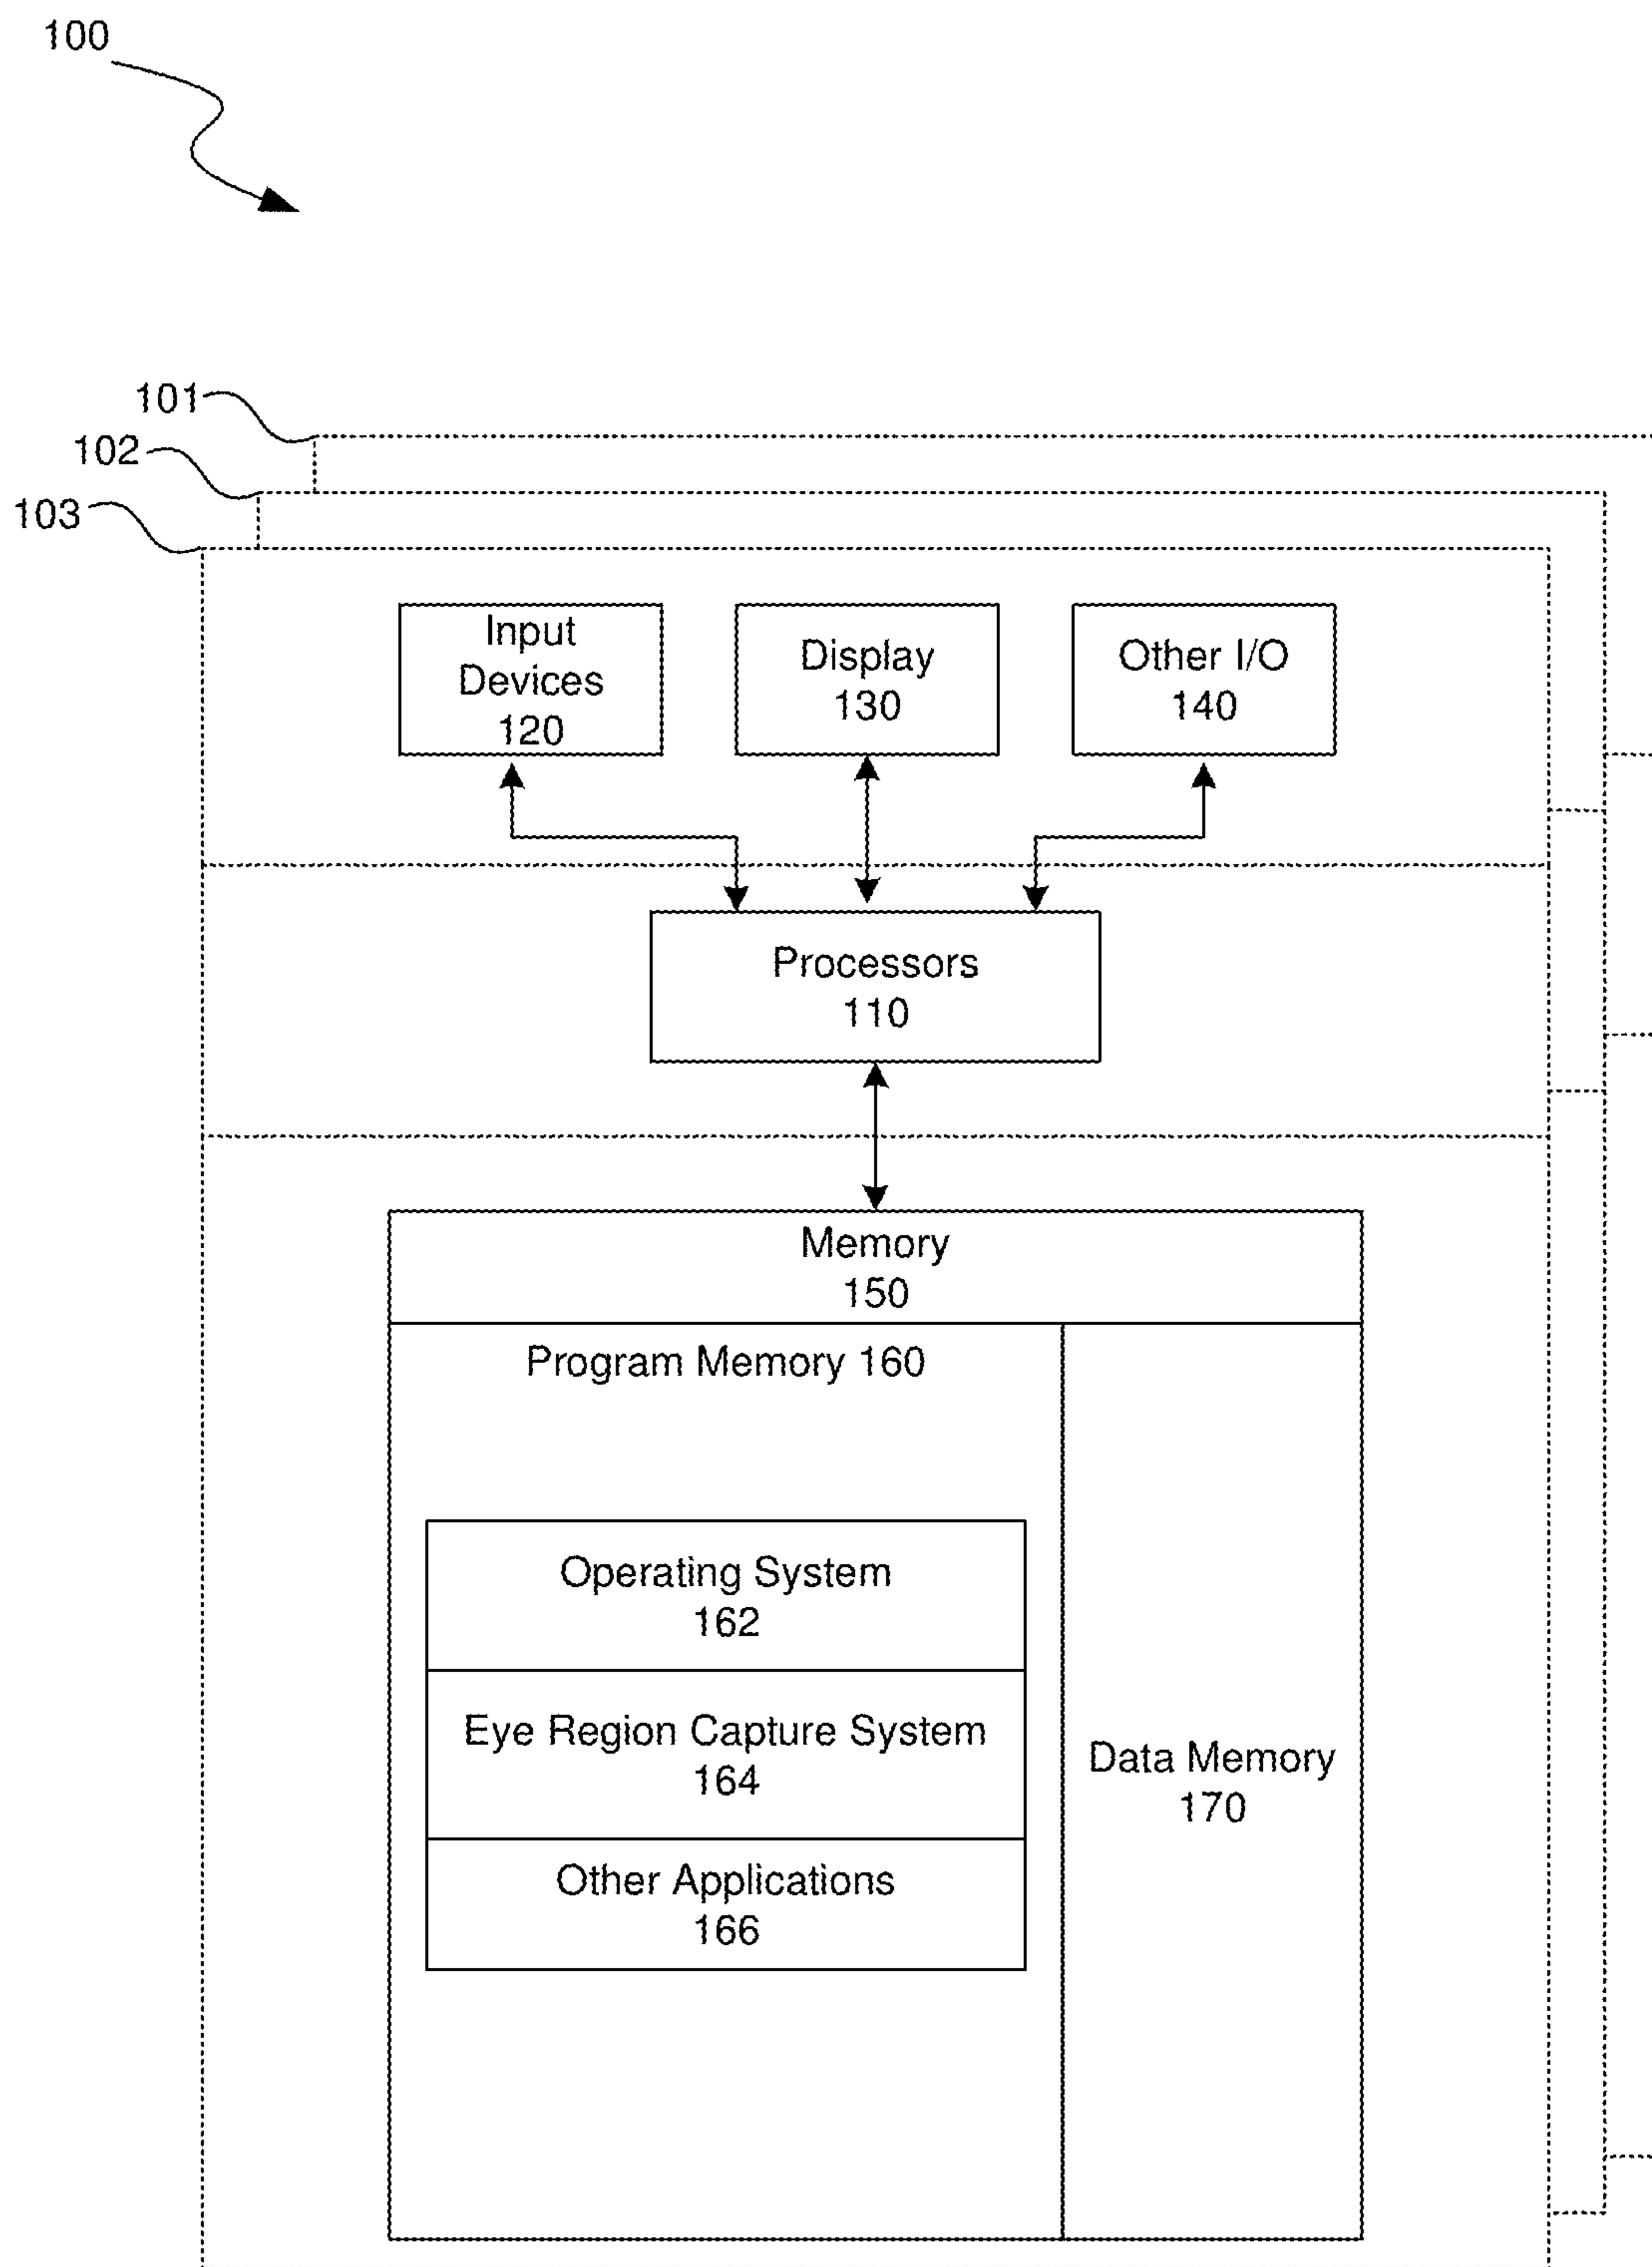 100
101
102
103
Input
Devices
120
Display
130
Other I/O
140
Processors
110
Memory
150
Program Memory 160
Operating System
162
Eye Region Capture System
164
Other Applications
166
Data Memory
170